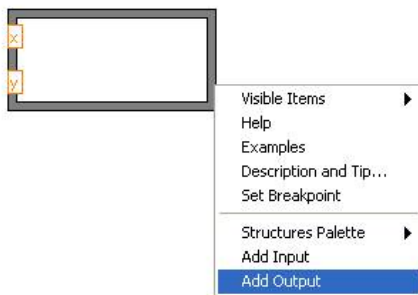 x
y
Visible Items
Help
Examples
Description and Tip...
Set Breakpoint
Structures Palette
Add Input
Add Output